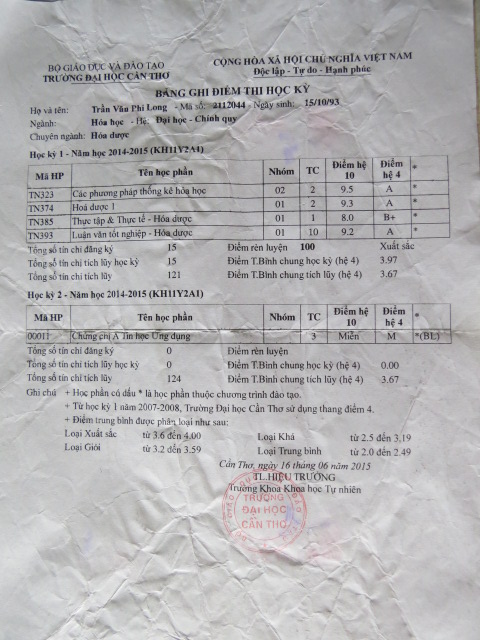 BỘ GIÁO DỤC VÀ ĐÀO TẠO
TRƯỜNG ĐẠI HỌC CẦN THƠ
CỘNG HÒA XÃ HỘI CHỦ NGHĨA VIỆT NAM
Độc lập - Tự do - Hạnh phúc
BẢNG GHI ĐIỂM THI HỌC KỲ
Họ và tên: Trần Văn Phi Long - Mã số: 2112044 - Ngày sinh: 15/10/93
Ngành: Hóa học - Hệ: Đại học - Chính quy
Chuyên ngành: Hóa dược
Học kỳ 1 - Năm học 2014-2015 (KH11Y2A1)
Mã HP Tên học phần Nhóm TC Điểm hệ 10 Điểm hệ 4 *
TN323 Các phương pháp thống kê hóa học 02 2 9.5 A *
TN374 Hoá dược 1 01 2 9.3 A *
TN385 Thực tập & Thực tế - Hóa dược 01 1 8.0 B+ *
TN393 Luận văn tốt nghiệp - Hóa dược 01 10 9.2 A *
Tổng số tín chỉ đăng ký 15 Điểm rèn luyện 100 Xuất sắc
Tổng số tín chỉ tích lũy học kỳ 15 Điểm T.Bình chung học kỳ (hệ 4) 3.97
Tổng số tín chỉ tích lũy 121 Điểm T.Bình chung tích lũy (hệ 4) 3.67
Học kỳ 2 - Năm học 2014-2015 (KH11Y2A1)
Mã HP Tên học phần Nhóm TC Điểm hệ 10 Điểm hệ 4 *
00011 Chứng chỉ A Tin học Ứng dụng 3 Miễn M *(BL)
Tổng số tín chỉ đăng ký 0 Điểm rèn luyện
Tổng số tín chỉ tích lũy học kỳ 0 Điểm T.Bình chung học kỳ (hệ 4) 0.00
Tổng số tín chỉ tích lũy 124 Điểm T.Bình chung tích lũy (hệ 4) 3.67
Ghi chú + Học phần có dấu * là học phần thuộc chương trình đào tạo.
+ Từ học kỳ 1 năm 2007-2008, Trường Đại học Cần Thơ sử dụng thang điểm 4.
+ Điểm trung bình được phân loại như sau:
Loại Xuất sắc từ 3.6 đến 4.00 Loại Khá từ 2.5 đến 3.19
Loại Giỏi từ 3.2 đến 3.59 Loại Trung bình từ 2.0 đến 2.49
Cần Thơ, ngày 16 tháng 06 năm 2015
TL.HIỆU TRƯỞNG
Trưởng Khoa Khoa học Tự nhiên
TRƯỜNG
ĐẠI HỌC
CẦN THƠ